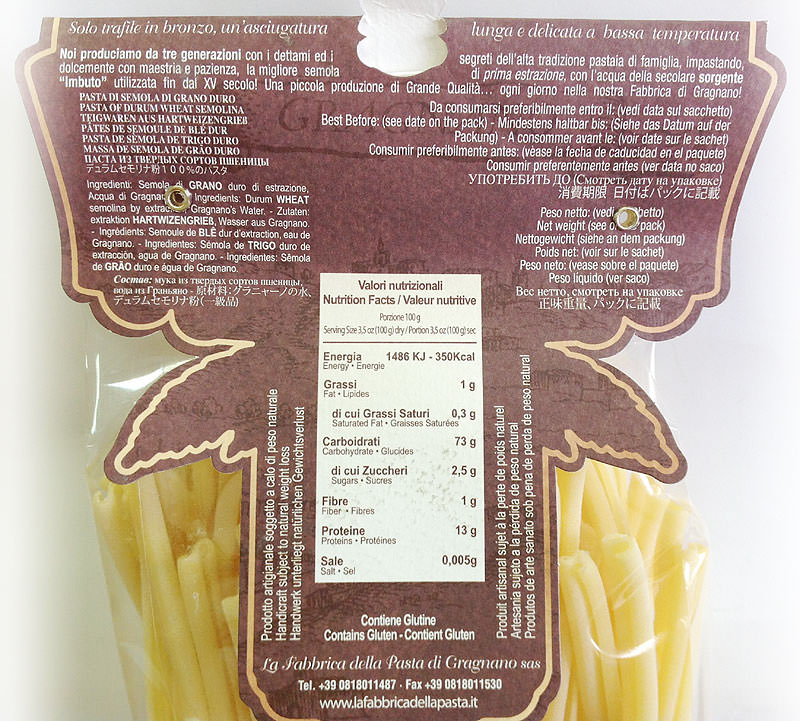 Solo trafile in bronzo, un'asciugatura
lunga e delicata a bassa temperatura
Noi produciamo da tre generazioni con i dettami ed i
segreti dell'alta tradizione pastaia di famiglia, impastando,
dolcemente con maestria e pazienza, la migliore semola
di prima estrazione, con l'acqua della secolare sorgente
"Imbuto" utilizzata fin dal XV secolo! Una piccola produzione di Grande Qualità... ogni giorno nella nostra Fabbrica di Gragnano!
PASTA DI SEMOLA DI GRANO DURO
PASTA OF DURUM WHEAT SEMOLINA
TEIGWAREN AUS HARTWEIZENGRIEß
PÂTES DE SEMOULE DE BLÉ DUR
PASTA DE SÉMOLA DE TRIGO DURO
MASSA DE SÉMOLA DE GRÃO DURO
ПАСТА ИЗ ТВЕРДЫХ СОРТОВ ПШЕНИЦЫ
デュラムセモリナ粉100%のパスタ
Ingredienti: Semola di GRANO duro di estrazione,
Acqua di Gragnano. Ingredients: Durum WHEAT
semolina by extraction, Gragnano's Water. - Zutaten:
extraktion HARTWIZENGRIEß, Wasser aus Gragnano.
- Ingrédients: Semoule de BLÉ dur d'extraction, eau de
Gragnano. - Ingredientes: Sémola de TRIGO duro de
extracción, agua de Gragnano. - Ingredientes: Sêmola
de GRÃO duro e água de Gragnano.
Состав: мука из твердых сортов пшеницы,
вода из Граньяно - 原材料:グラニャーノの水、
デュラムセモリナ粉(一級品)
Da consumarsi preferibilmente entro il: (vedi data sul sacchetto)
Best Before: (see date on the pack) - Mindestens haltbar bis: (Siehe das Datum auf der
Packung) - A consommer avant le: (voir date sur le sachet)
Consumir preferibilmente antes: (vease la fecha de caducidad en el paquete)
Consumir preferentemente antes (ver data no saco)
УПОТРЕБИТЬ ДО (Смотреть дату на упаковке)
消費期限 日付はパックに記載
Peso netto: (vedi sacchetto)
Net weight (see on pack)
Nettogewicht (siehe an dem packung)
Poids net: (voir sur le sachet)
Peso neto: (vease sobre el paquete)
Peso líquido (ver saco)
Вес нетто, смотреть на упаковке
正味重量、パックに記載
Valori nutrizionali
Nutrition Facts / Valeur nutritive
Porzione 100 g
Serving Size 3,5 oz (100 g) dry / Portion 3,5 oz (100 g) sec
Energia 1486 KJ - 350Kcal
Energy • Energie
Grassi 1 g
Fat • Lipides
di cui Grassi Saturi 0,3 g
Saturated Fat • Graisses Saturées
Carboidrati 73 g
Carbohydrate • Glucides
di cui Zuccheri 2,5 g
Sugars • Sucres
Fibre 1 g
Fiber • Fibres
Proteine 13 g
Proteins • Protéines
Sale 0,005g
Salt • Sel
Prodotto artigianale soggetto a calo di peso naturale
Handicraft subject to natural weight loss
Handwerk unterliegt natürlichen Gewichtsverlust
Produit artisanal sujet à la perte de poids naturel
Artesanía sujeto a la pérdida de peso natural
Produtos de arte sanato sob pena de perda de peso natural
Contiene Glutine
Contains Gluten - Contient Gluten
La Fabbrica della Pasta di Gragnano sas
Tel. +39 0818011487 - Fax +39 0818011530
www.lafabbricadellapasta.it